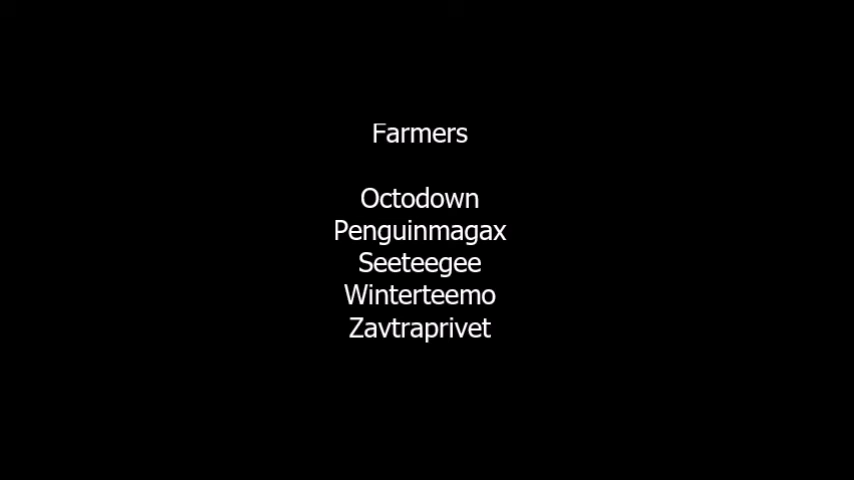 Farmers
Octodown
Penguinmagax
Seeteegee
Winterteemo
Zavtraprivet